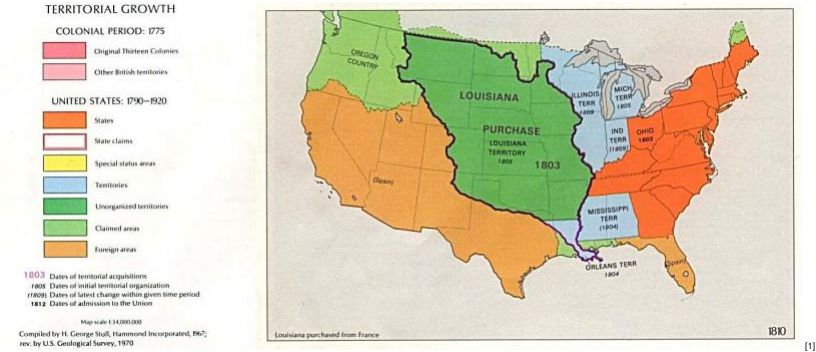 TERRITORIAL GROWTH
COLONIAL PERIOD: 1775
Original Thirteen Colonies
Other British territories
UNITED STATES: 1790–1920
States
State claims
Special status areas
Territories
Unorganized territories
Claimed areas
Foreign areas
1803 Dates of territorial acquisitions
1805 Dates of initial territorial organization
(1809) Dates of latest change within given time period
1812 Dates of admission to the Union
Map scale 1:34,000,000
Compiled by H. George Stoll, Hammond Incorporated, 1967;
rev. by U.S. Geological Survey, 1970
OREGON
COUNTRY
LOUISIANA
PURCHASE
LOUISIANA
TERRITORY
1805
1803
ILLINOIS
TERR
1809
MICH
TERR
1805
IND
TERR
(1809)
OHIO
1803
(Spain)
MISSISSIPPI
TERR
(1804)
ORLEANS TERR
1804
(Spain)
Louisiana purchased from France
1810
[1]